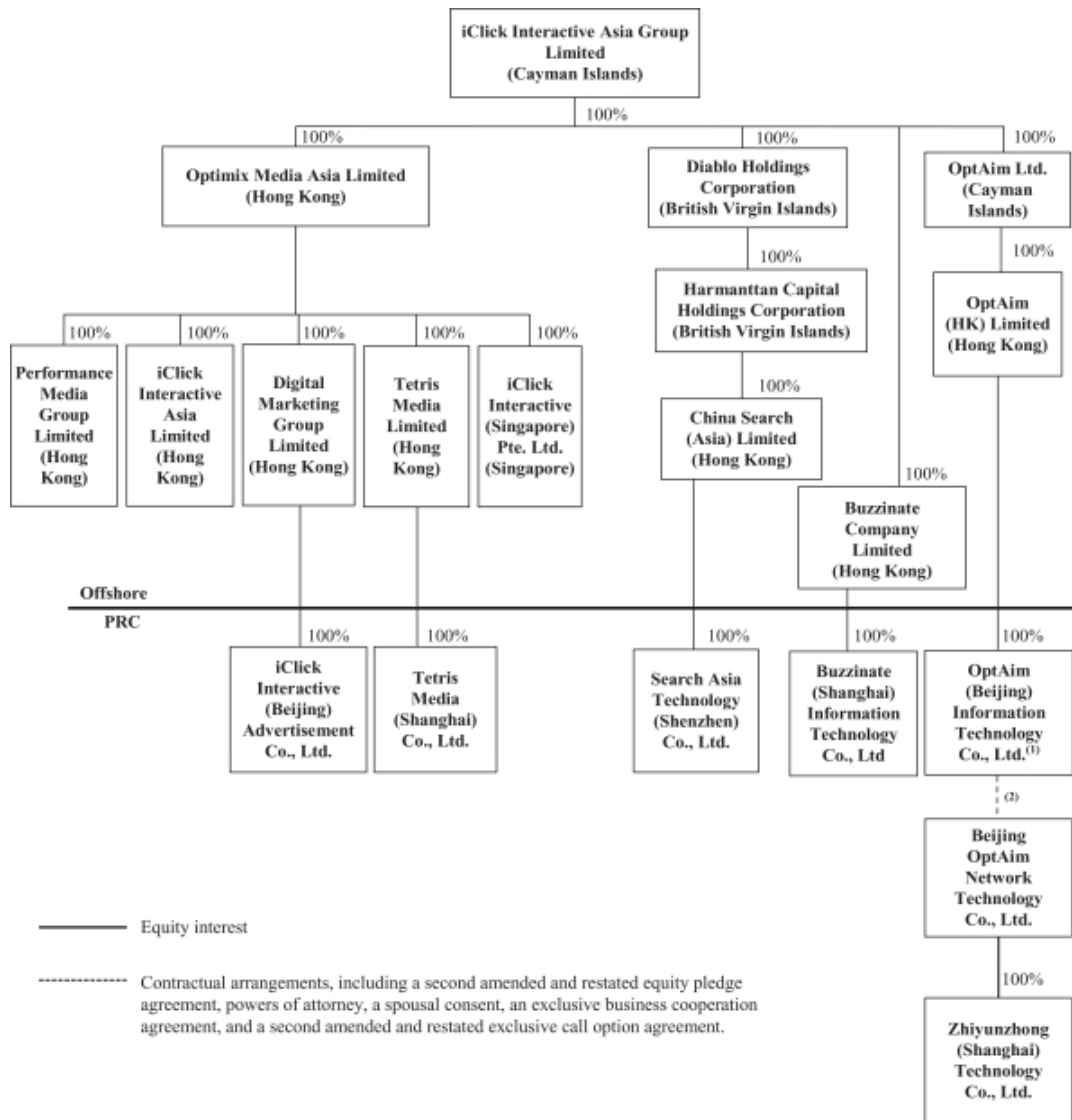 iClick Interactive Asia Group
Limited
(Cayman Islands)
100%
100%
100%
100%
Optimix Media Asia Limited
(Hong Kong)
Diablo Holdings
Corporation
(British Virgin Islands)
OptAim Ltd.
(Cayman
Islands)
100%
100%
Harmanttan Capital
Holdings Corporation
(British Virgin Islands)
OptAim
(HK) Limited
(Hong Kong)
100%
100%
100%
100%
100%
Performance
Media
Group
Limited
(Hong
Kong)
iClick
Interactive
Asia
Limited
(Hong
Kong)
Digital
Marketing
Group
Limited
(Hong Kong)
Tetris
Media
Limited
(Hong
Kong)
iClick
Interactive
(Singapore)
Pte. Ltd.
(Singapore)
100%
China Search
(Asia) Limited
(Hong Kong)
100%
Buzzinate
Company
Limited
(Hong Kong)
Offshore
PRC
100%
100%
100%
100%
100%
iClick
Interactive
(Beijing)
Advertisement
Co., Ltd.
Tetris
Media
(Shanghai)
Co., Ltd.
Search Asia
Technology
(Shenzhen)
Co., Ltd.
Buzzinate
(Shanghai)
Information
Technology
Co., Ltd
OptAim
(Beijing)
Information
Technology
Co., Ltd.(1)
(2)
Beijing
OptAim
Network
Technology
Co., Ltd.
100%
Zhiyunzhong
(Shanghai)
Technology
Co., Ltd.
Equity interest
Contractual arrangements, including a second amended and restated equity pledge
agreement, powers of attorney, a spousal consent, an exclusive business cooperation
agreement, and a second amended and restated exclusive call option agreement.